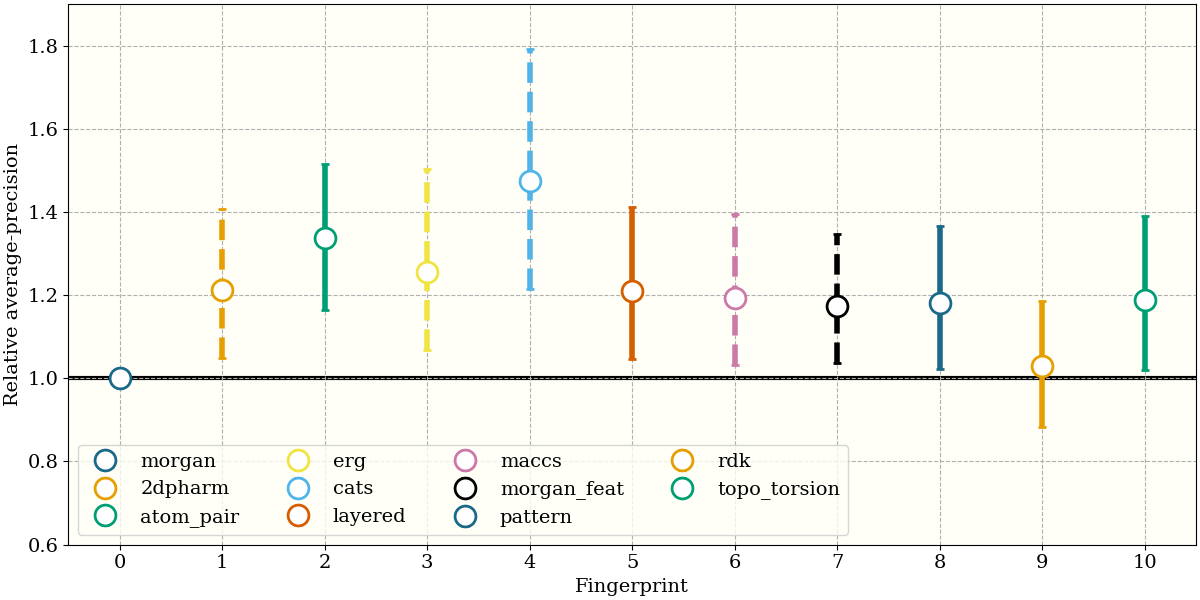 Relative average-precision
1.8
1.6
1.4
1.2
1.0
0.8
0.6
morgan
2dpharm
atom_pair
erg
cats
layered
maccs
morgan_feat
pattern
rdk
topo_torsion
0 1 2 3 4 5 6 7 8 9 10
Fingerprint